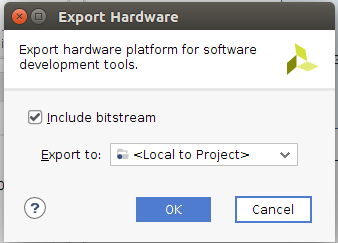 Export Hardware
Export hardware platform for software
development tools.
Include bitstream
Export to: <Local to Project>
?
OK
Cancel